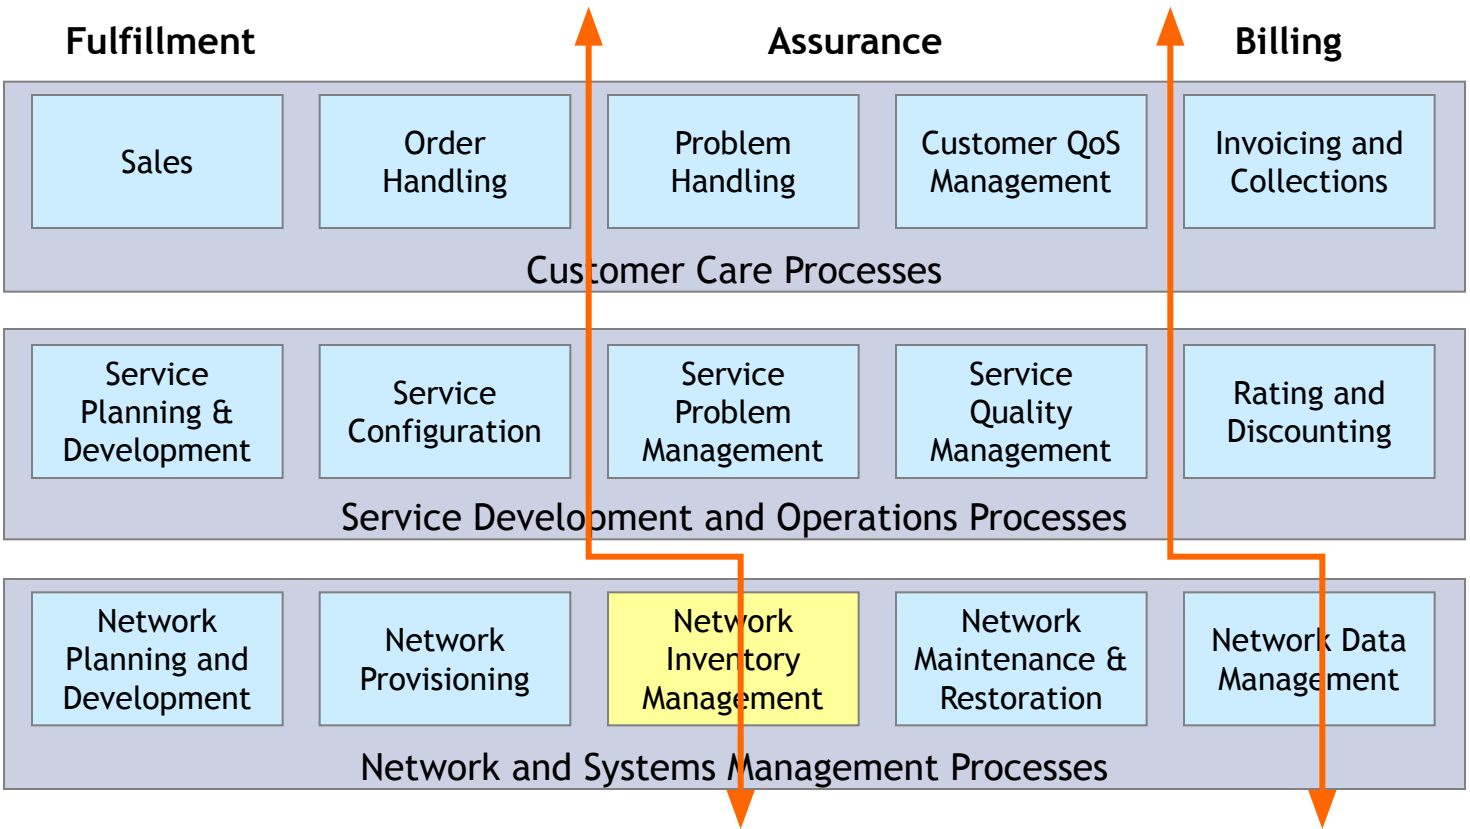 Fulfillment
Assurance
Billing
Sales
Order
Handling
Problem
Handling
Customer QoS
Management
Invoicing and
Collections
Customer Care Processes
Service
Planning &
Development
Service
Configuration
Service
Problem
Management
Service
Quality
Management
Rating and
Discounting
Service Development and Operations Processes
Network
Planning and
Development
Network
Provisioning
Network
Inventory
Management
Network
Maintenance &
Restoration
Network Data
Management
Network and Systems Management Processes